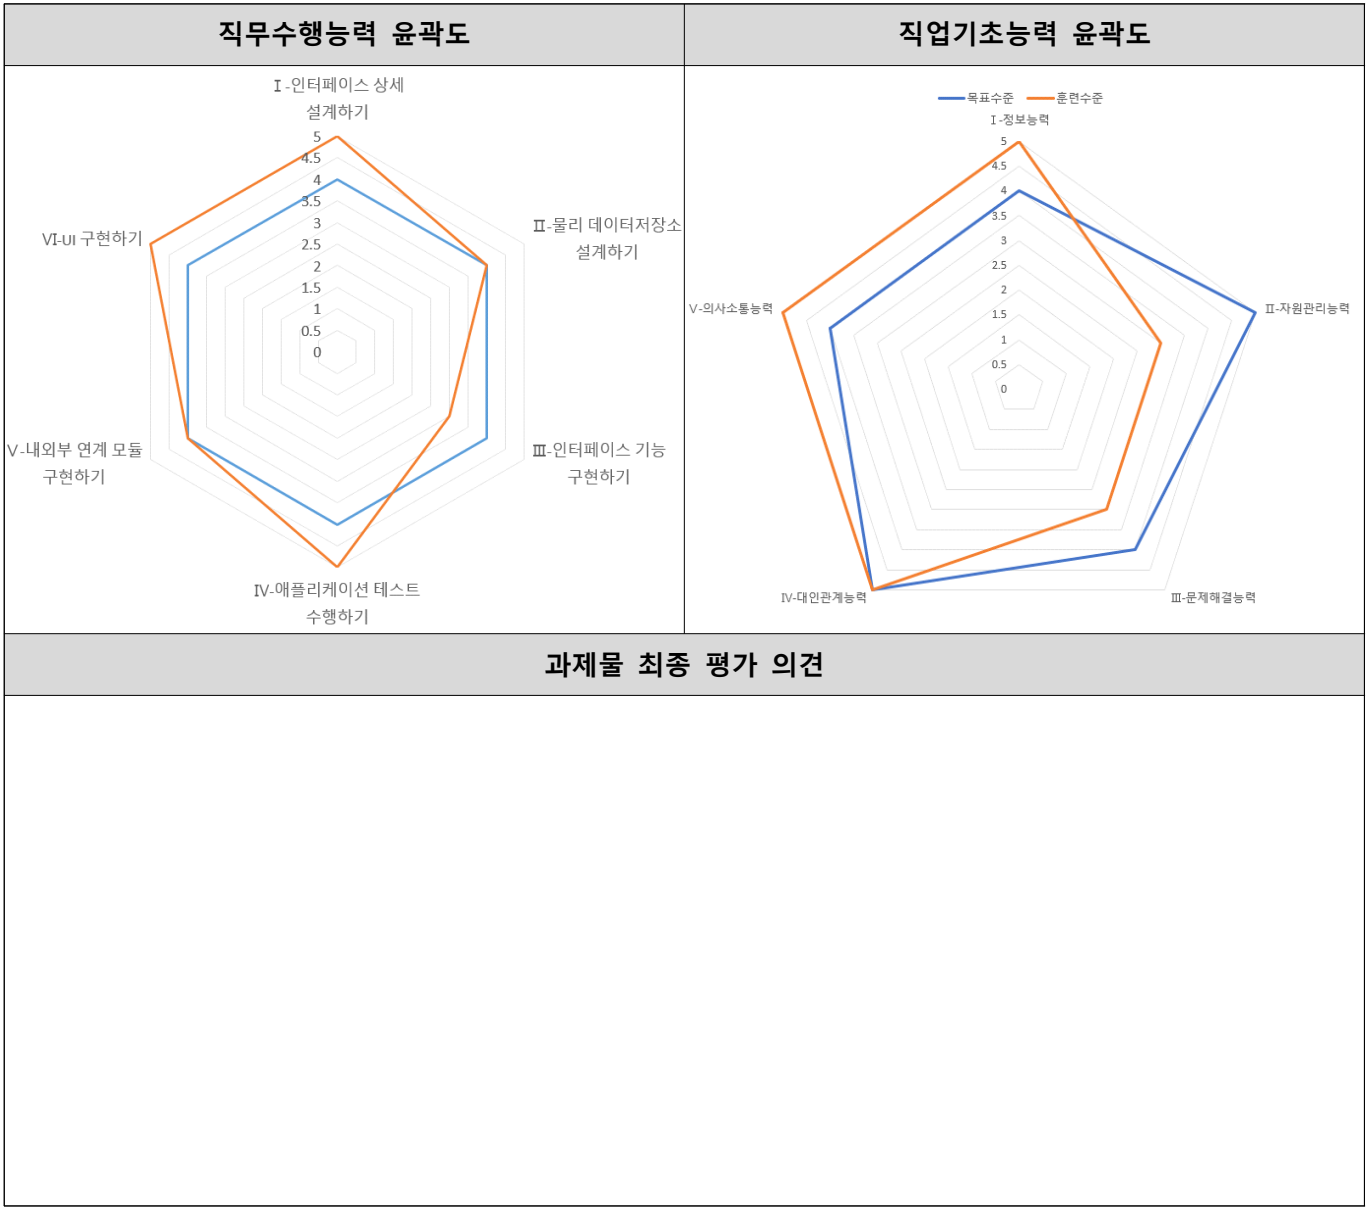 직무수행능력 윤곽도
직업기초능력 윤곽도
Ⅰ-인터페이스 상세
설계하기
5
4.5
4
3.5
3
2.5
2
1.5
1
0.5
0
Ⅱ-물리 데이터저장소
설계하기
Ⅲ-인터페이스 기능
구현하기
Ⅳ-애플리케이션 테스트
수행하기
Ⅴ-내외부 연계 모듈
구현하기
Ⅵ-UI 구현하기
목표수준 훈련수준
Ⅰ-정보능력
5
4.5
4
3.5
3
2.5
2
1.5
1
0.5
0
Ⅱ-자원관리능력
Ⅲ-문제해결능력
Ⅳ-대인관계능력
Ⅴ-의사소통능력
과제물 최종 평가 의견